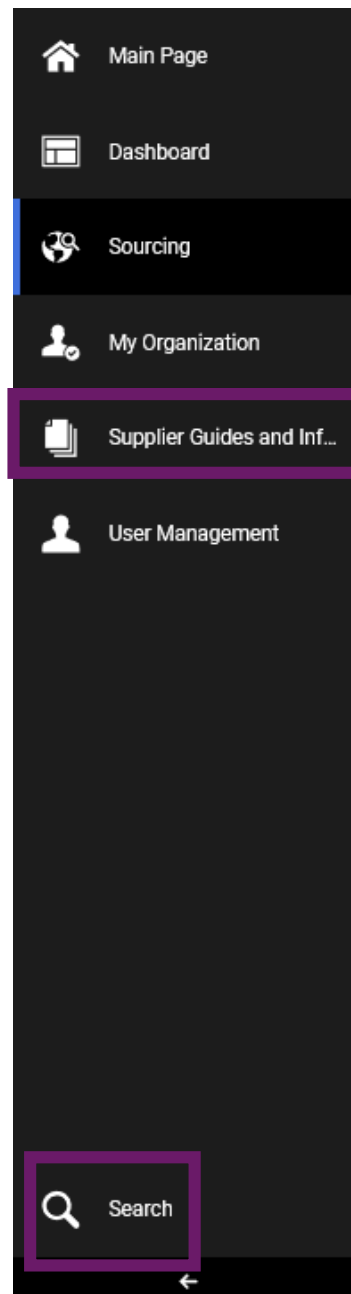 Main Page
Dashboard
Sourcing
My Organization
Supplier Guides and Inf...
User Management
Search